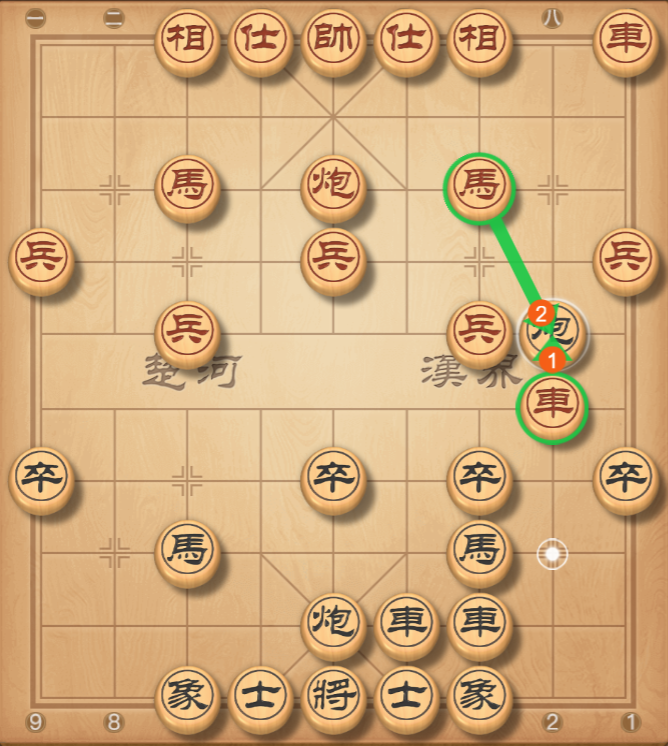 一 二 相 仕 帥 仕 相 八 車
馬 炮 馬
兵 兵 兵
兵 兵 2 炮
楚河 漢界 1
車
卒 卒 卒 卒
馬 馬
炮 車 車
9 8 象 士 將 士 象 2 1